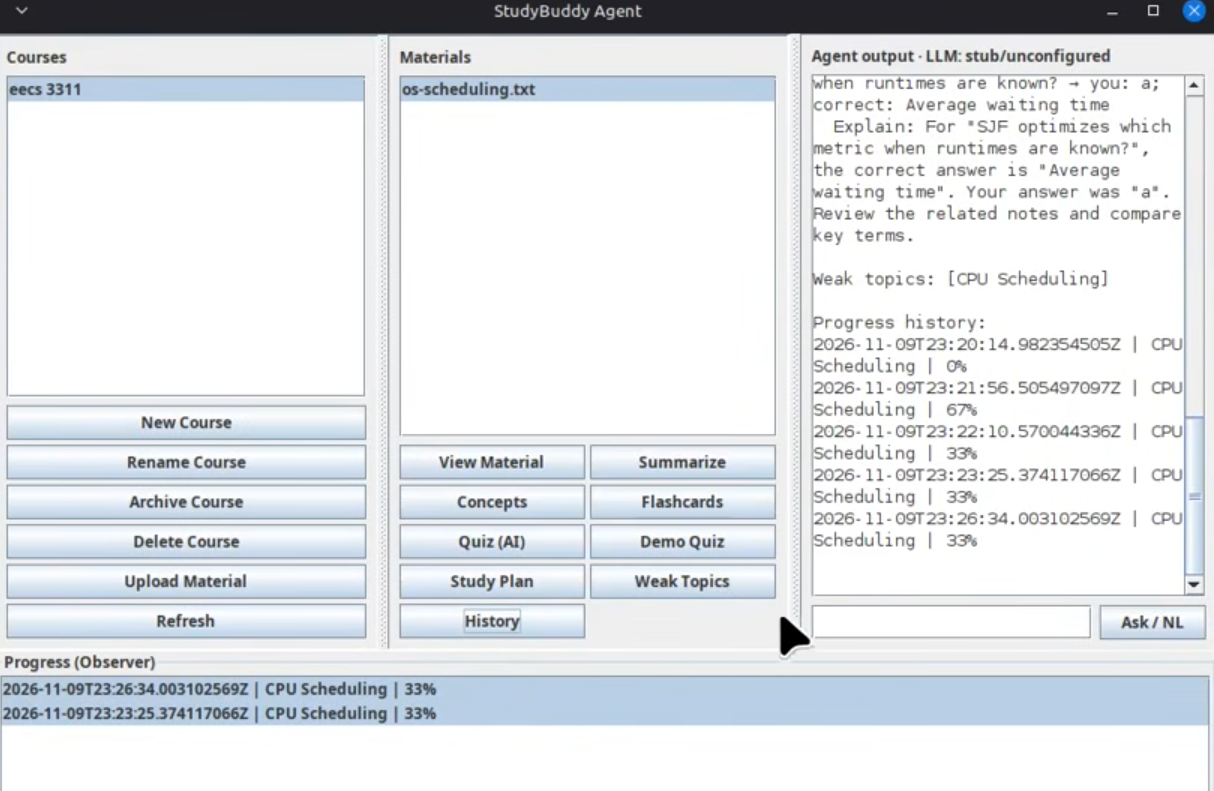 StudyBuddy Agent
Courses
eecs 3311
New Course
Rename Course
Archive Course
Delete Course
Upload Material
Refresh
Materials
os-scheduling.txt
View Material
Summarize
Concepts
Flashcards
Quiz (AI)
Demo Quiz
Study Plan
Weak Topics
History
Agent output · LLM: stub/unconfigured
when runtimes are known? → you: a;
correct: Average waiting time
Explain: For "SJF optimizes which
metric when runtimes are known?",
the correct answer is "Average
waiting time". Your answer was "a".
Review the related notes and compare
key terms.
Weak topics: [CPU Scheduling]
Progress history:
2026-11-09T23:20:14.982354505Z | CPU
Scheduling | 0%
2026-11-09T23:21:56.505497097Z | CPU
Scheduling | 67%
2026-11-09T23:22:10.570044336Z | CPU
Scheduling | 33%
2026-11-09T23:23:25.374117066Z | CPU
Scheduling | 33%
2026-11-09T23:26:34.003102569Z | CPU
Scheduling | 33%
Ask / NL
Progress (Observer)
2026-11-09T23:26:34.003102569Z | CPU Scheduling | 33%
2026-11-09T23:23:25.374117066Z | CPU Scheduling | 33%